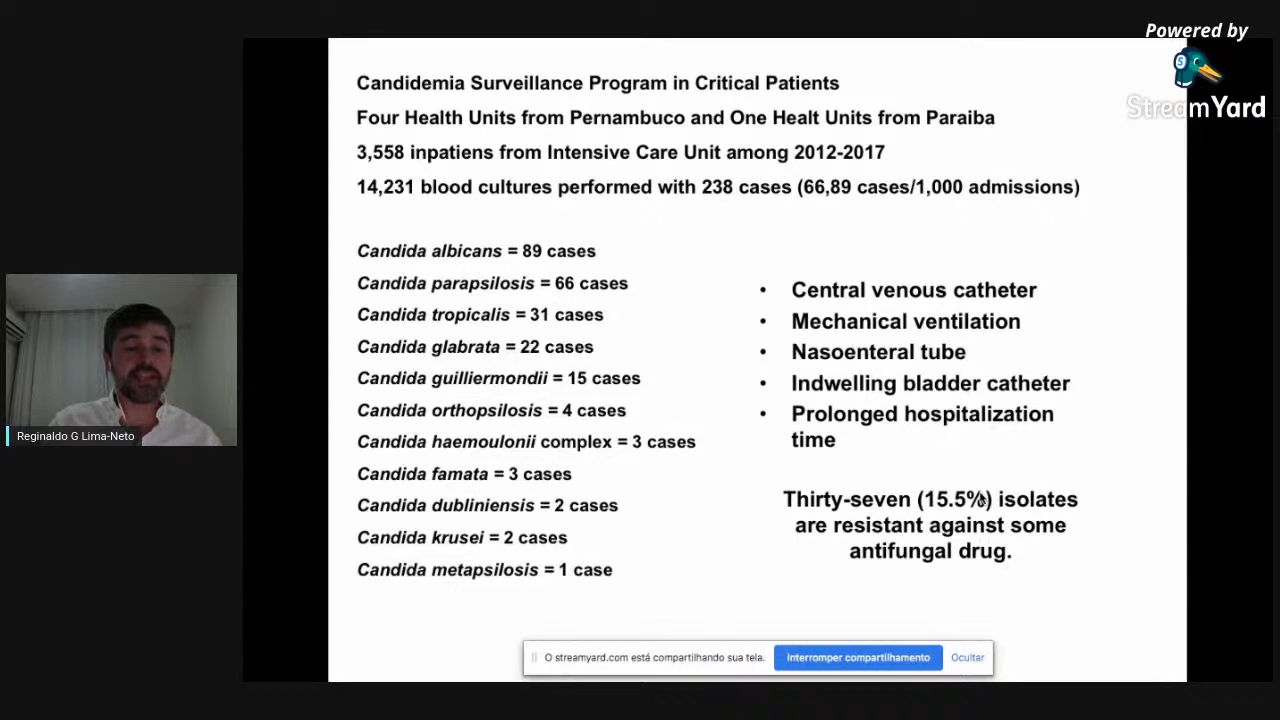 Powered by
StreamYard
Candidemia Surveillance Program in Critical Patients
Four Health Units from Pernambuco and One Healt Units from Paraiba
3,558 inpatiens from Intensive Care Unit among 2012-2017
14,231 blood cultures performed with 238 cases (66,89 cases/1,000 admissions)
Candida albicans = 89 cases
Candida parapsilosis = 66 cases
Candida tropicalis = 31 cases
Candida glabrata = 22 cases
Candida guilliermondii = 15 cases
Candida orthopsilosis = 4 cases
Candida haemoulonii complex = 3 cases
Candida famata = 3 cases
Candida dubliniensis = 2 cases
Candida krusei = 2 cases
Candida metapsilosis = 1 case
• Central venous catheter
• Mechanical ventilation
• Nasoenteral tube
• Indwelling bladder catheter
• Prolonged hospitalization
time
Thirty-seven (15.5%) isolates
are resistant against some
antifungal drug.
Reginaldo G Lima-Neto
O streamyard.com está compartilhando sua tela. Interromper compartilhamento Ocultar